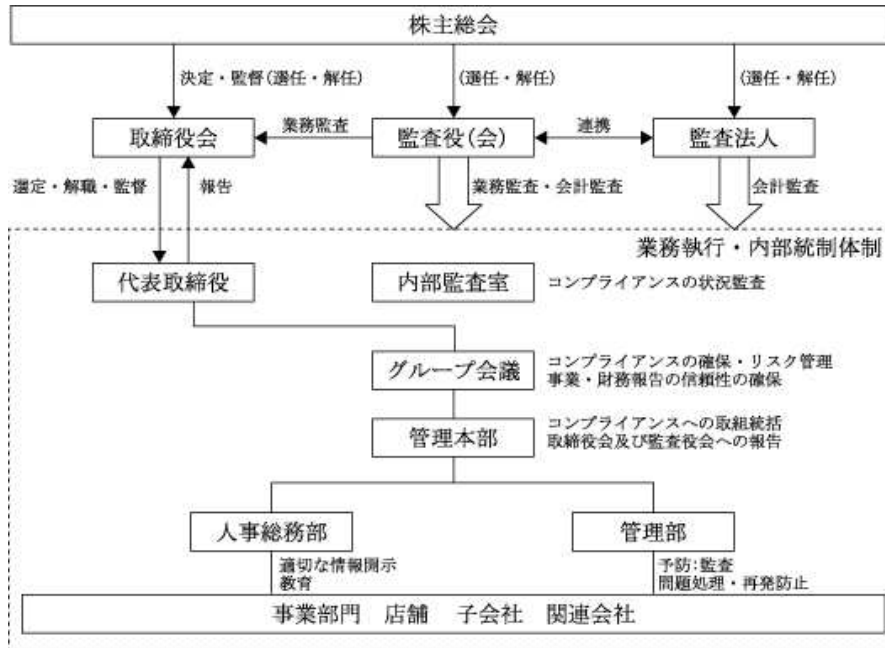 株主総会
決定・監督(選任・解任)
(選任・解任)
(選任・解任)
取締役会
業務監査
監査役(会)
連携
監査法人
選定・解職・監督
報告
業務監査・会計監査
会計監査
業務執行・内部統制体制
代表取締役
内部監査室
コンプライアンスの状況監査
グループ会議
コンプライアンスの確保・リスク管理
事業・財務報告の信頼性の確保
管理本部
コンプライアンスへの取組統括
取締役会及び監査役会への報告
人事総務部
管理部
適切な情報開示
教育
予防:監査
問題処理・再発防止
事業部門 店舗 子会社 関連会社